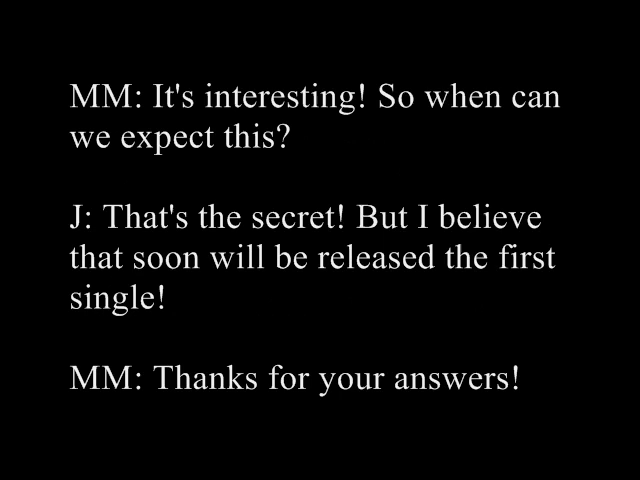 MM: It's interesting! So when can
we expect this?
J: That's the secret! But I believe
that soon will be released the first
single!
MM: Thanks for your answers!